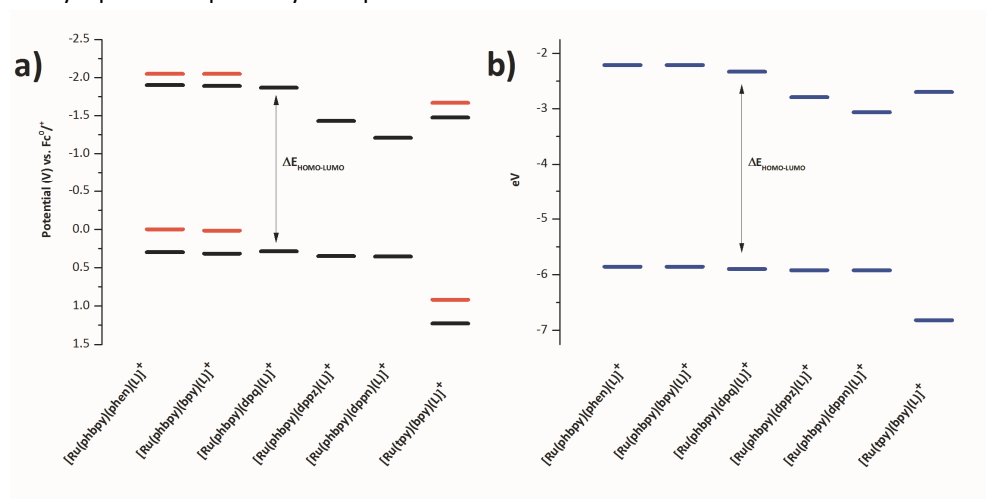 a)
Potential (V) vs. Fc⁰/⁺
-2.5
-2.0
-1.5
-1.0
-0.5
0.0
0.5
1.0
1.5
ΔE_HOMO-LUMO
[Ru(phbpy)(phen)(L)]⁺
[Ru(phbpy)(bpy)(L)]⁺
[Ru(phbpy)(dpq)(L)]⁺
[Ru(phbpy)(dppz)(L)]⁺
[Ru(phbpy)(dppn)(L)]⁺
[Ru(tpy)(bpy)(L)]⁺
b)
eV
-2
-3
-4
-5
-6
-7
ΔE_HOMO-LUMO
[Ru(phbpy)(phen)(L)]⁺
[Ru(phbpy)(bpy)(L)]⁺
[Ru(phbpy)(dpq)(L)]⁺
[Ru(phbpy)(dppz)(L)]⁺
[Ru(phbpy)(dppn)(L)]⁺
[Ru(tpy)(bpy)(L)]⁺